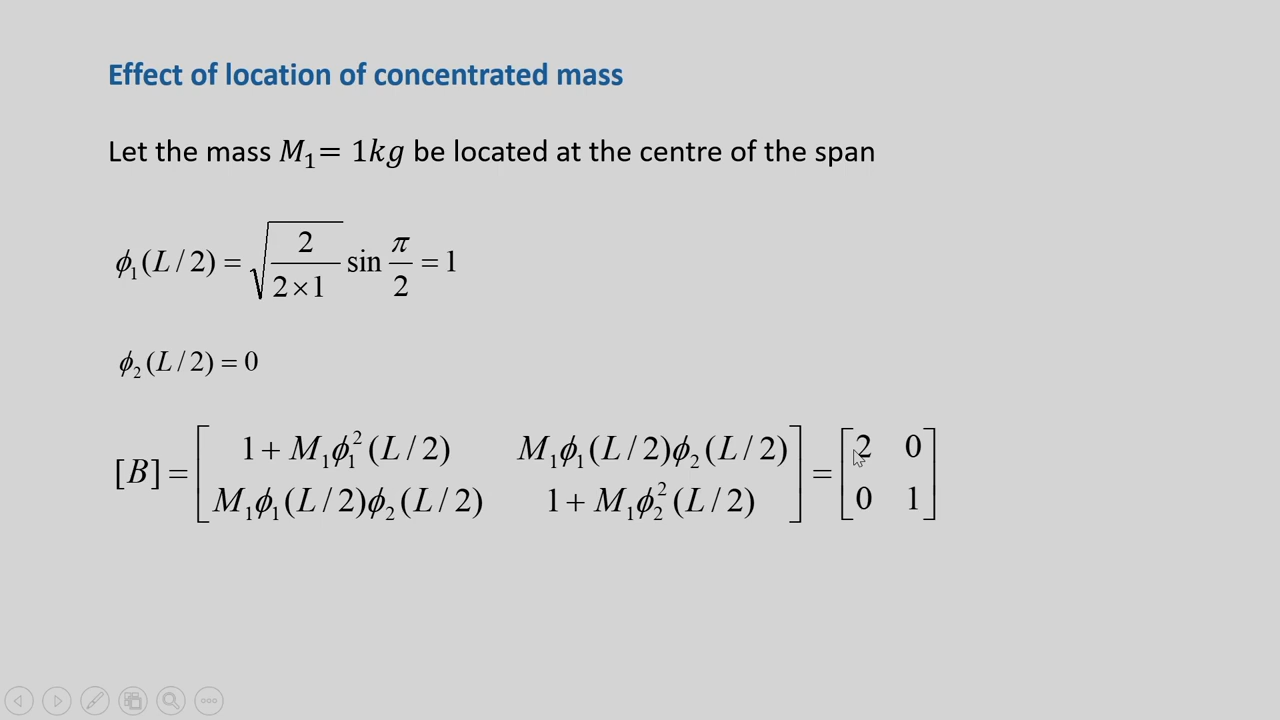 Effect of location of concentrated mass
Let the mass M₁= 1kg be located at the centre of the span
ϕ₁(L/2) = √(2/(2×1)) sin π/2 = 1
ϕ₂(L/2) = 0
[B] = [1 + M₁ϕ₁²(L/2)   M₁ϕ₁(L/2)ϕ₂(L/2)] = [2 0]
[M₁ϕ₁(L/2)ϕ₂(L/2)   1 + M₁ϕ₂²(L/2)] [0 1]